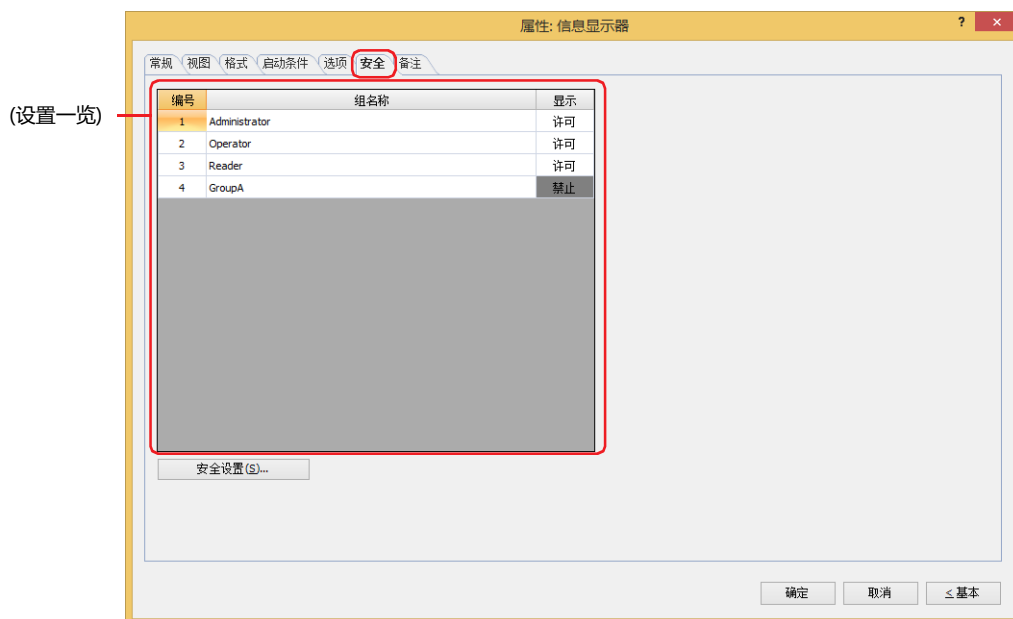 属性: 信息显示器
? ×
常规 视图 格式 启动条件 选项 安全 备注
(设置一览)
编号 组名称 显示
1 Administrator 许可
2 Operator 许可
3 Reader 许可
4 GroupA 禁止
安全设置(S)...
确定 取消 ≤基本